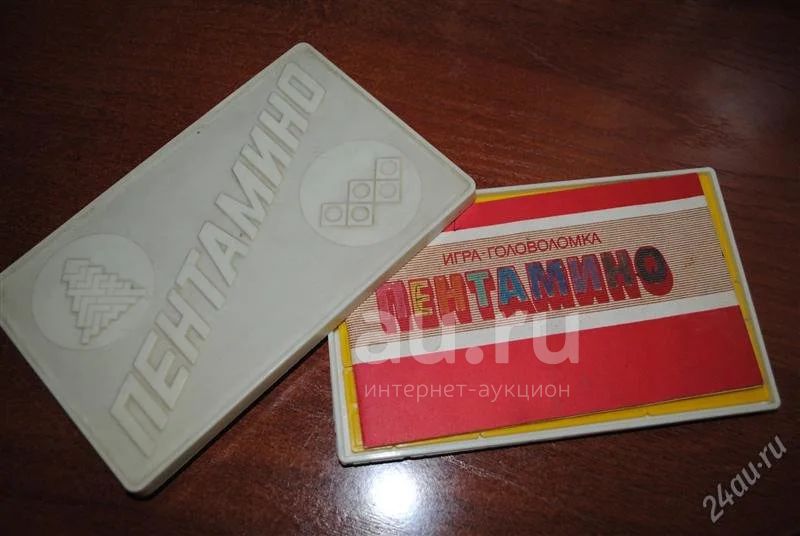 ПЕНТАМИНО
ИГРА-ГОЛОВОЛОМКА
ПЕНТАМИНО
au.ru
интернет-аукцион
24au.ru